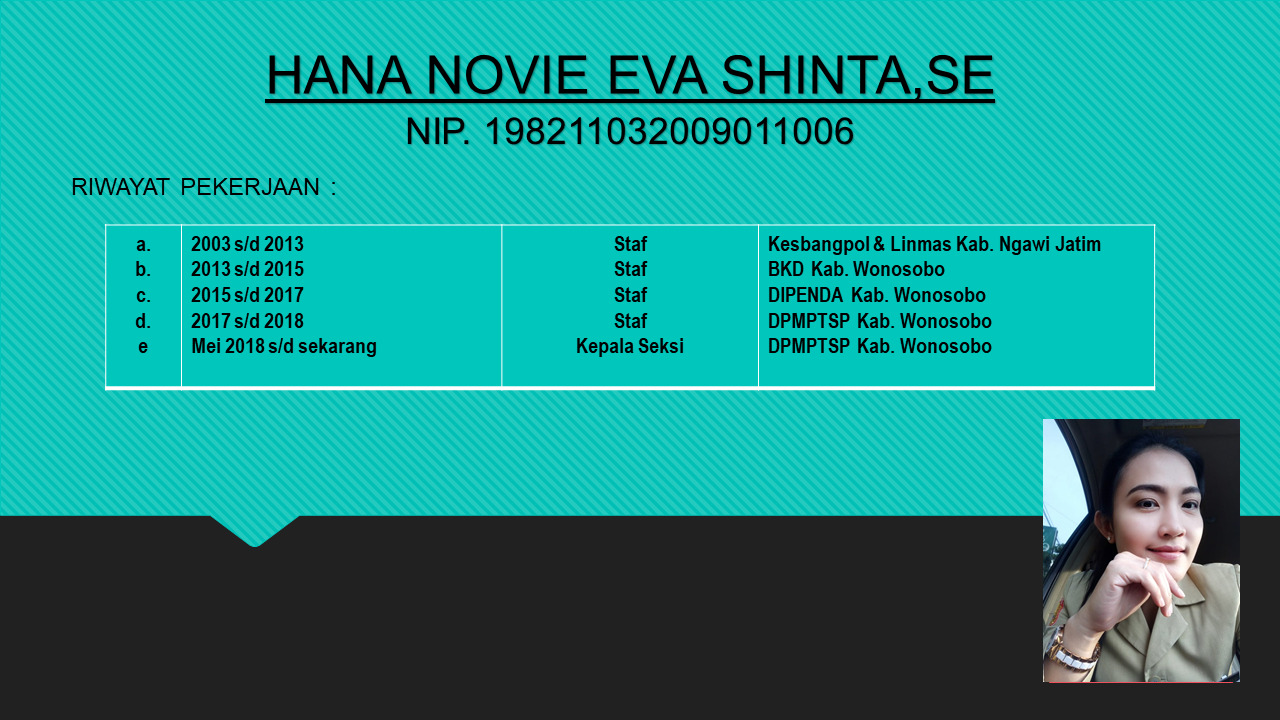 HANA NOVIE EVA SHINTA,SE
NIP. 198211032009011006
RIWAYAT PEKERJAAN :
a. 2003 s/d 2013 Staf Kesbangpol & Linmas Kab. Ngawi Jatim
b. 2013 s/d 2015 Staf BKD Kab. Wonosobo
c. 2015 s/d 2017 Staf DIPENDA Kab. Wonosobo
d. 2017 s/d 2018 Staf DPMPTSP Kab. Wonosobo
e Mei 2018 s/d sekarang Kepala Seksi DPMPTSP Kab. Wonosobo